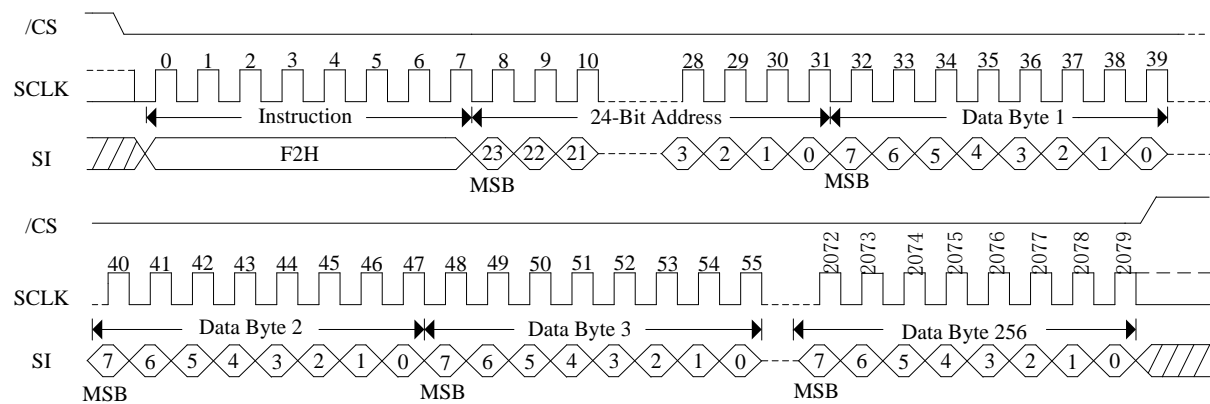 /CS
0 1 2 3 4 5 6 7 8 9 10 28 29 30 31 32 33 34 35 36 37 38 39
SCLK
Instruction 24-Bit Address Data Byte 1
SI F2H 23 22 21 3 2 1 0 7 6 5 4 3 2 1 0
MSB MSB
/CS
40 41 42 43 44 45 46 47 48 49 50 51 52 53 54 55 2072 2073 2074 2075 2076 2077 2078 2079
SCLK
Data Byte 2 Data Byte 3 Data Byte 256
SI 7 6 5 4 3 2 1 0 7 6 5 4 3 2 1 0 7 6 5 4 3 2 1 0
MSB MSB MSB